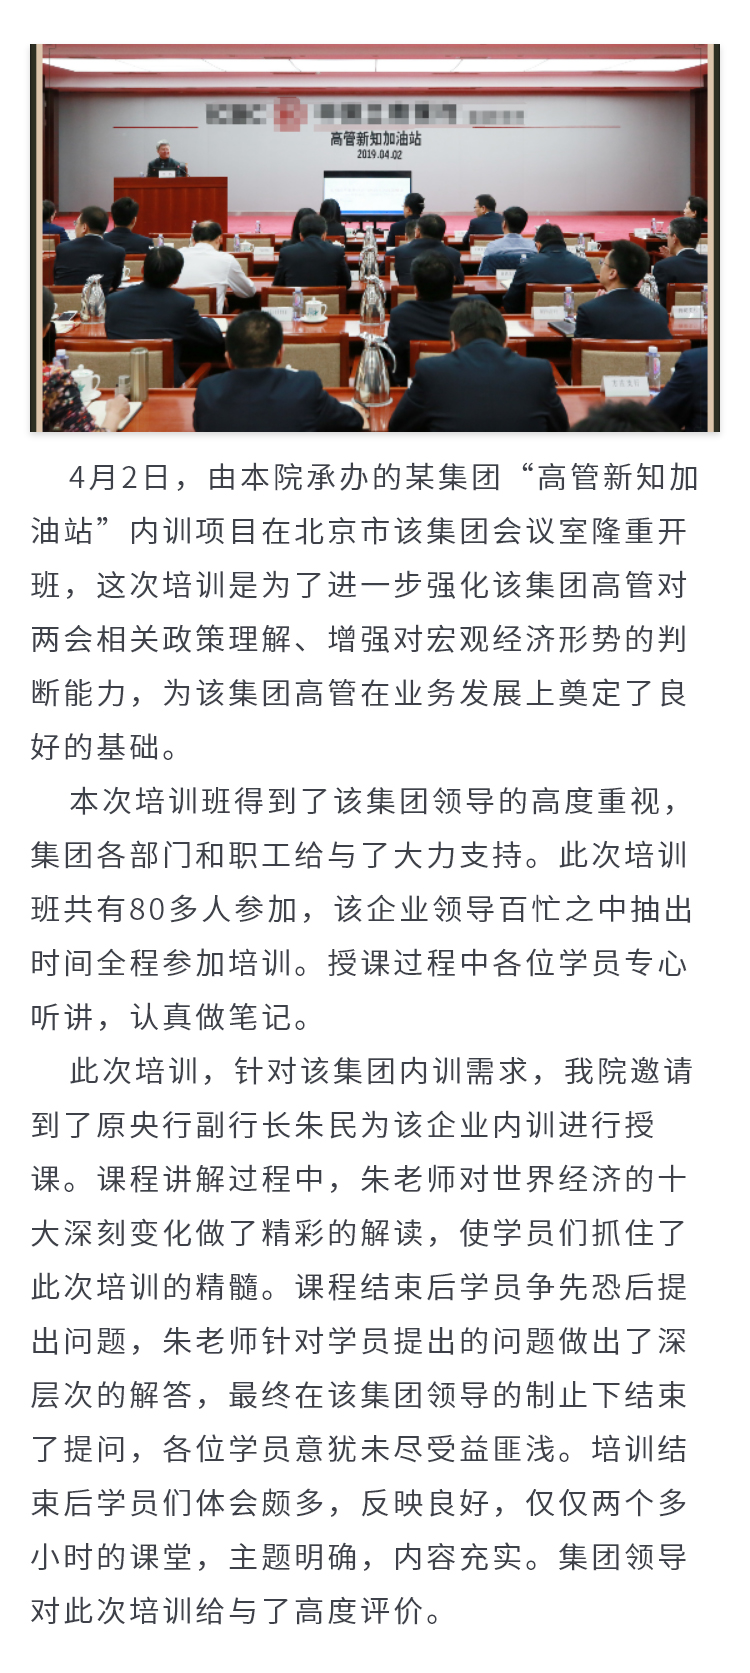 高管新知加油站
2019.04.02
4月2日，由本院承办的某集团“高管新知加
油站”内训项目在北京市该集团会议室隆重开
班，这次培训是为了进一步强化该集团高管对
两会相关政策理解、增强对宏观经济形势的判
断能力，为该集团高管在业务发展上奠定了良
好的基础。
本次培训班得到了该集团领导的高度重视，
集团各部门和职工给与了大力支持。此次培训
班共有80多人参加，该企业领导百忙之中抽出
时间全程参加培训。授课过程中各位学员专心
听讲，认真做笔记。
此次培训，针对该集团内训需求，我院邀请
到了原央行副行长朱民为该企业内训进行授
课。课程讲解过程中，朱老师对世界经济的十
大深刻变化做了精彩的解读，使学员们抓住了
此次培训的精髓。课程结束后学员争先恐后提
出问题，朱老师针对学员提出的问题做出了深
层次的解答，最终在该集团领导的制止下结束
了提问，各位学员意犹未尽受益匪浅。培训结
束后学员们体会颇多，反映良好，仅仅两个多
小时的课堂，主题明确，内容充实。集团领导
对此次培训给与了高度评价。